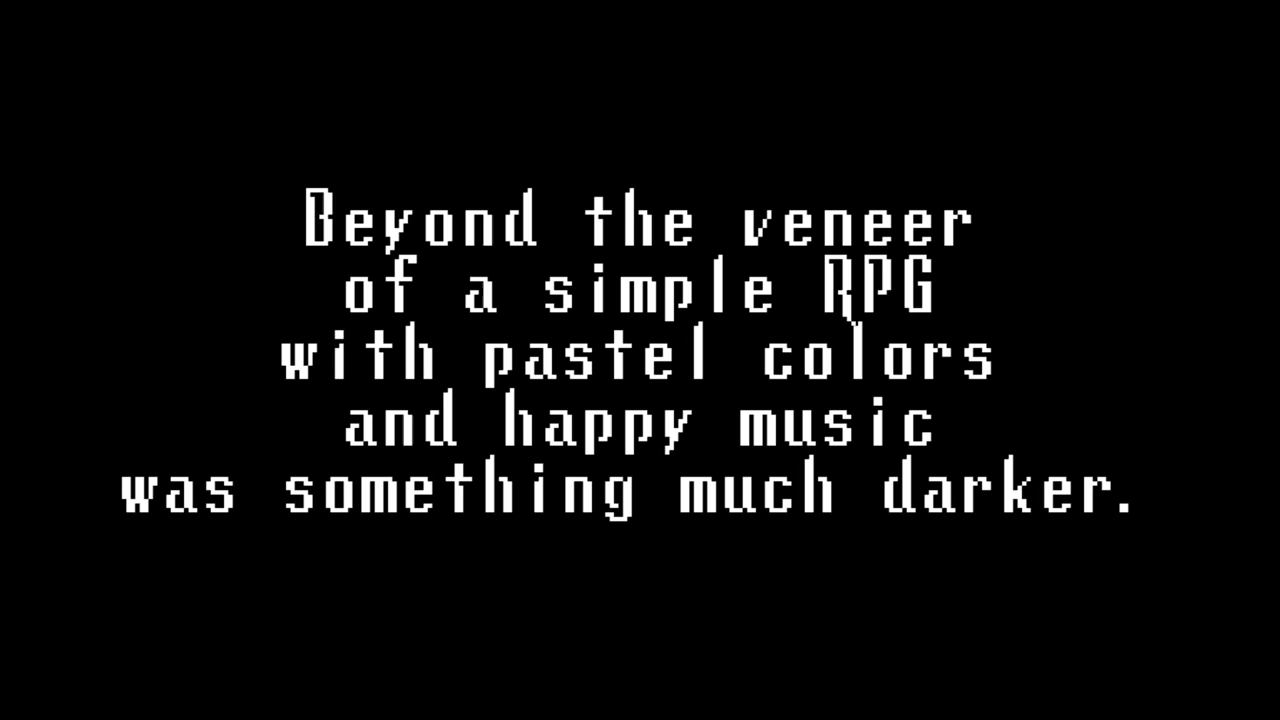 Beyond the veneer
of a simple RPG
with pastel colors
and happy music
was something much darker.